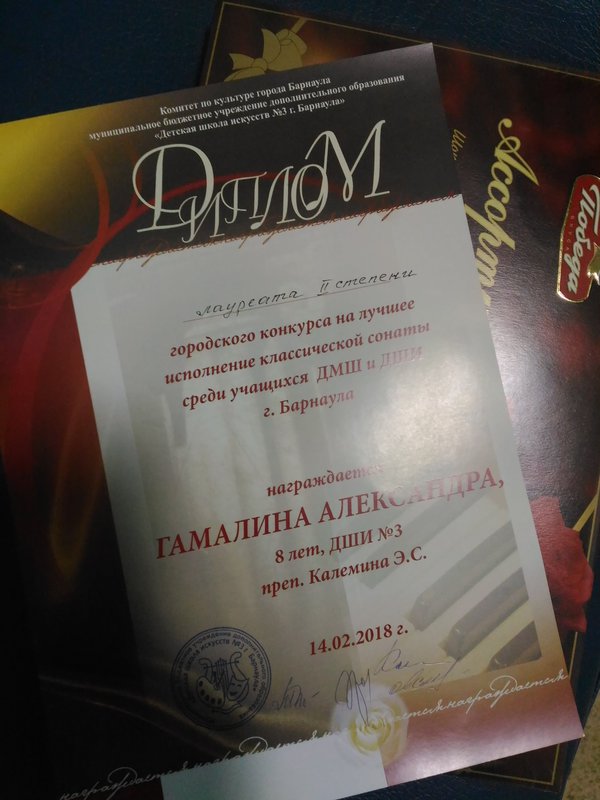 Комитет по культуре города Барнаула
муниципальное бюджетное учреждение дополнительного образования
«Детская школа искусств №3 г. Барнаула»
ДИПЛОМ
лауреата II степени
городского конкурса на лучшее
исполнение классической сонаты
среди учащихся ДМШ и ДШИ
г. Барнаула
награждается
ГАМАЛИНА АЛЕКСАНДРА,
8 лет, ДШИ №3
преп. Калемина Э.С.
14.02.2018 г.
награждается награждается
Победа